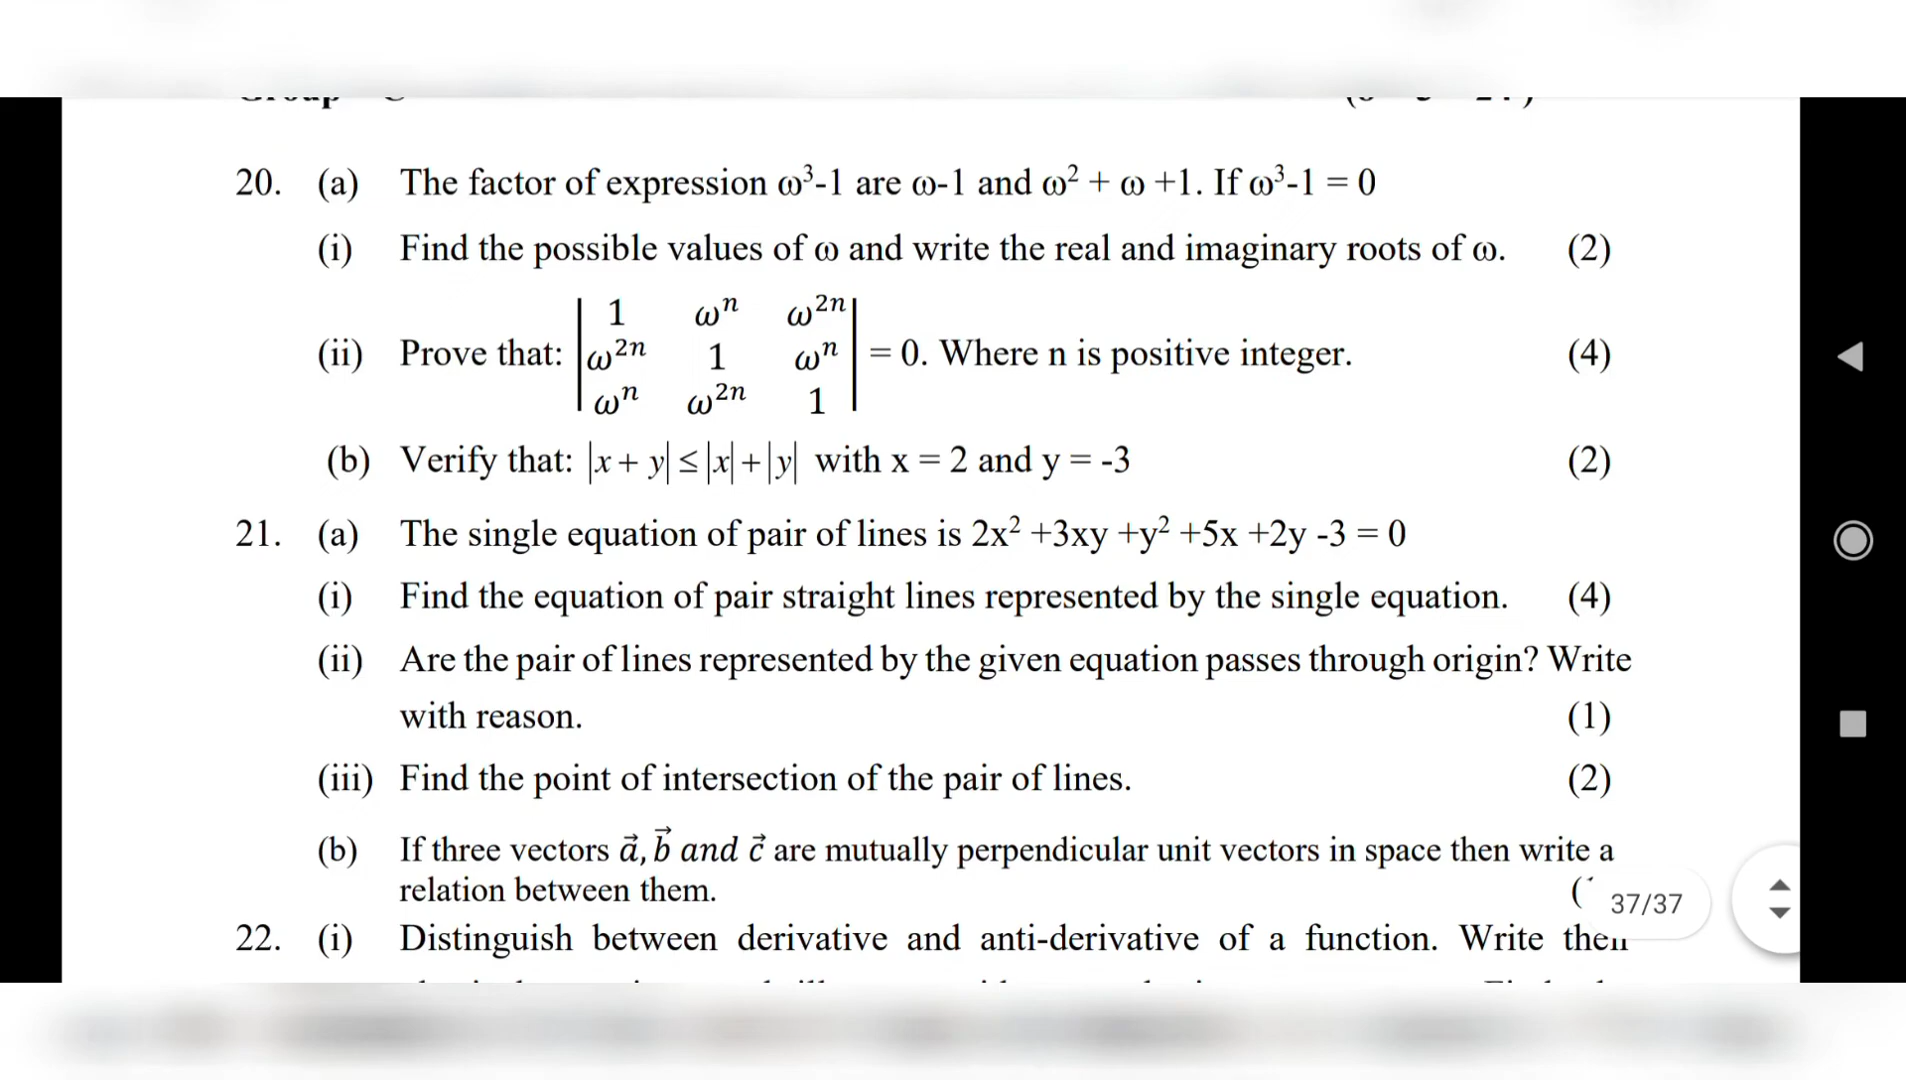 20. (a) The factor of expression ω³-1 are ω-1 and ω² + ω +1. If ω³-1 = 0
(i) Find the possible values of ω and write the real and imaginary roots of ω. (2)
(ii) Prove that: |1 ωⁿ ω²ⁿ|
|ω²ⁿ 1 ωⁿ| = 0. Where n is positive integer. (4)
|ωⁿ ω²ⁿ 1|
(b) Verify that: |x + y| ≤ |x| + |y| with x = 2 and y = -3 (2)
21. (a) The single equation of pair of lines is 2x² +3xy +y² +5x +2y -3 = 0
(i) Find the equation of pair straight lines represented by the single equation. (4)
(ii) Are the pair of lines represented by the given equation passes through origin? Write
with reason. (1)
(iii) Find the point of intersection of the pair of lines. (2)
(b) If three vectors a⃗, b⃗ and c⃗ are mutually perpendicular unit vectors in space then write a
relation between them.
37/37
22. (i) Distinguish between derivative and anti-derivative of a function. Write